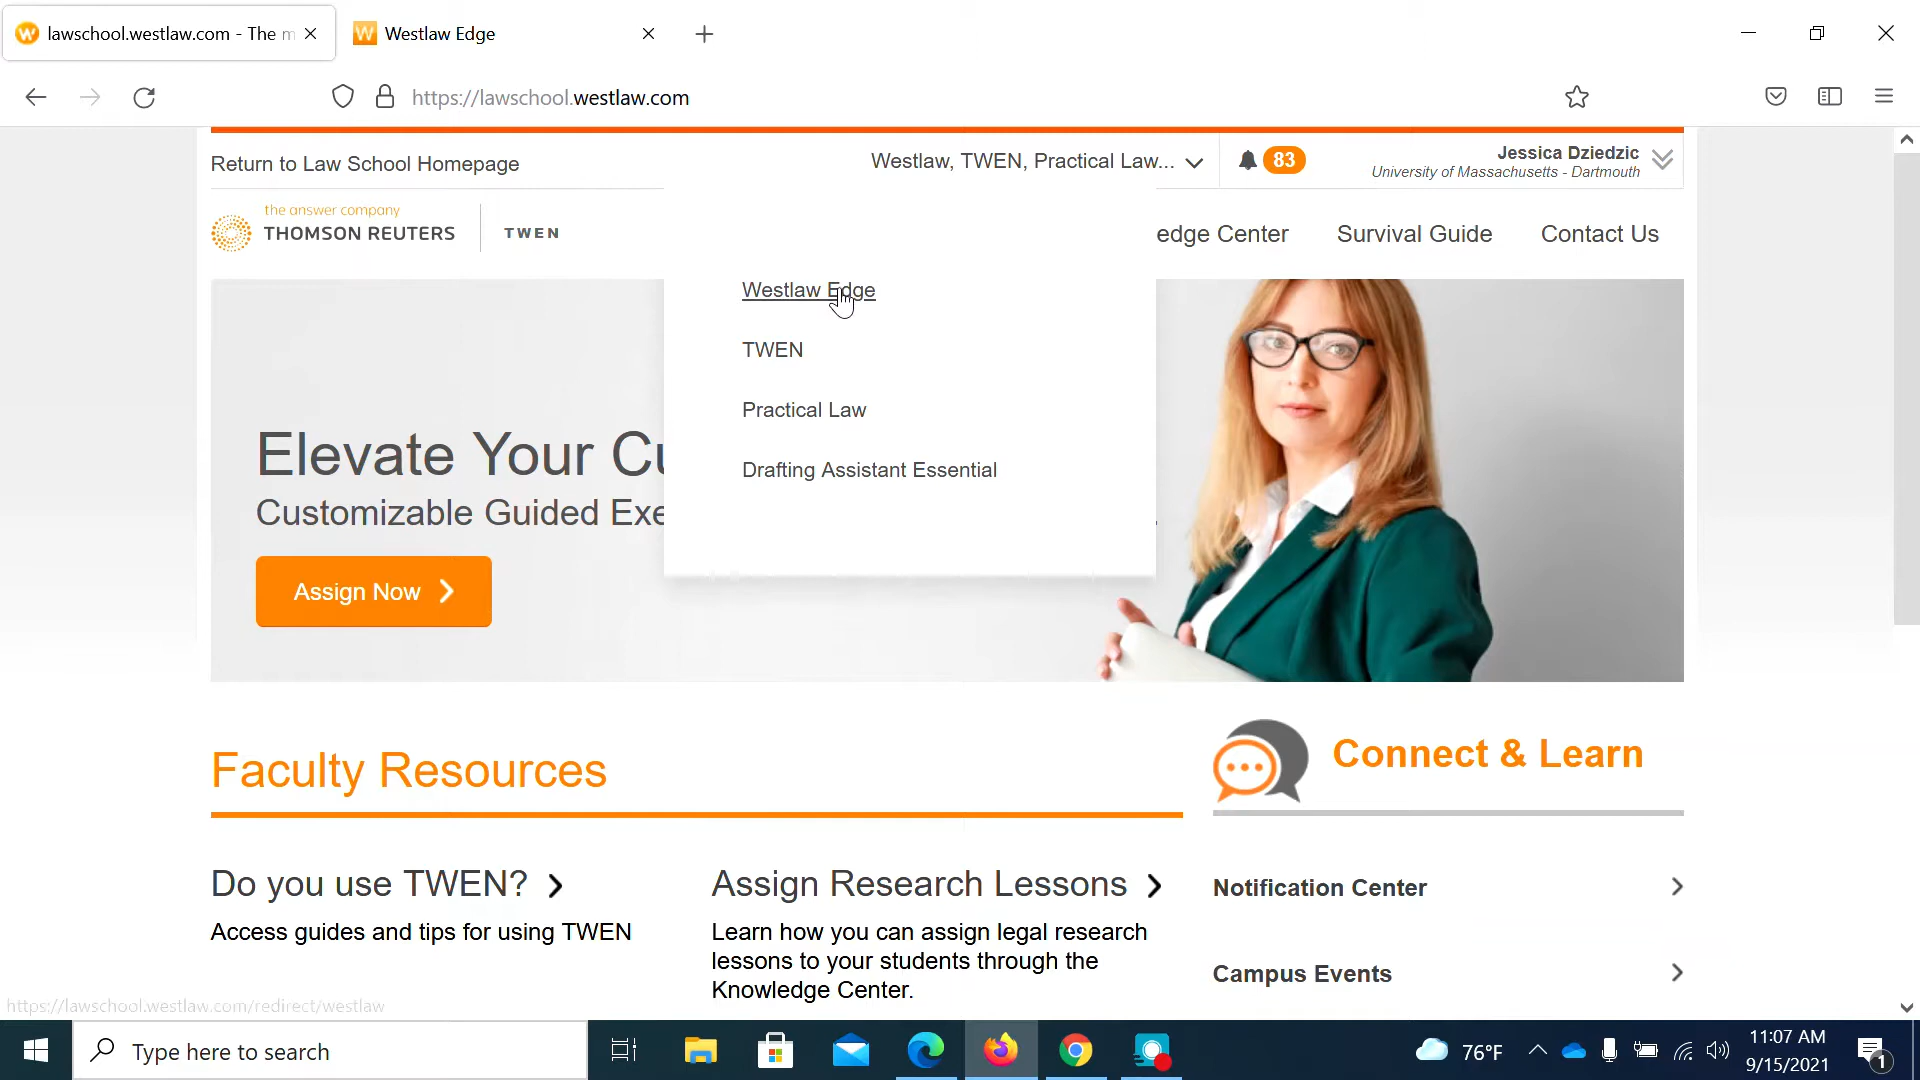 lawschool.westlaw.com - The m
Westlaw Edge
https://lawschool.westlaw.com
Return to Law School Homepage
Westlaw, TWEN, Practical Law...
83
Jessica Dziedzic
University of Massachusetts - Dartmouth
the answer company
THOMSON REUTERS
TWEN
edge Center
Survival Guide
Contact Us
Westlaw Edge
TWEN
Practical Law
Drafting Assistant Essential
Elevate Your Cu
Customizable Guided Exe
Assign Now
Faculty Resources
Connect & Learn
Do you use TWEN?
Access guides and tips for using TWEN
Assign Research Lessons
Learn how you can assign legal research
lessons to your students through the
Knowledge Center.
Notification Center
Campus Events
https://lawschool.westlaw.com/redirect/westlaw
Type here to search
76°F
11:07 AM
9/15/2021
1